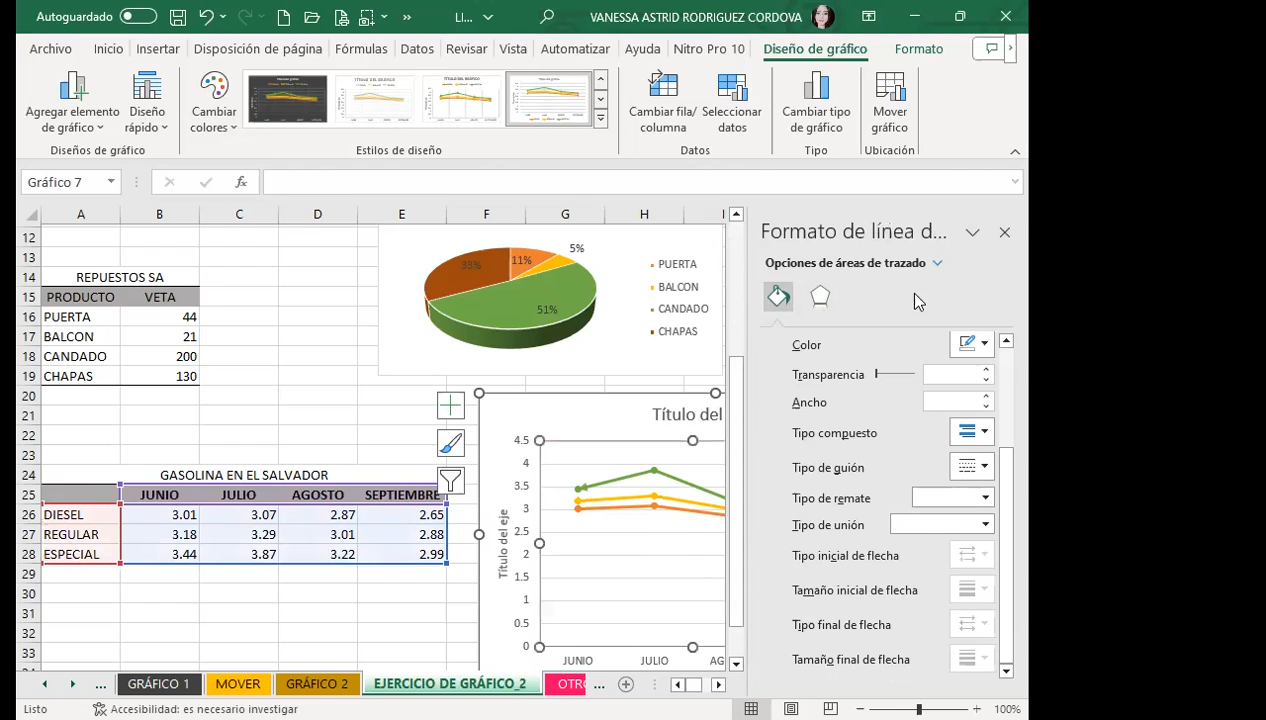 Autoguardado
LI...
VANESSA ASTRID RODRIGUEZ CORDOVA
Archivo Inicio Insertar Disposición de página Fórmulas Datos Revisar Vista Automatizar Ayuda Nitro Pro 10 Diseño de gráfico Formato
Agregar elemento de gráfico
Diseño rápido
Cambiar colores
Cambiar fila/ columna
Seleccionar datos
Cambiar tipo de gráfico
Mover gráfico
Diseños de gráfico Estilos de diseño Datos Tipo Ubicación
Gráfico 7
fx
A B C D E F G H I
12
13
14 REPUESTOS SA
15 PRODUCTO VETA
16 PUERTA 44
17 BALCON 21
18 CANDADO 200
19 CHAPAS 130
20
21
22
23
24 GASOLINA EN EL SALVADOR
25 JUNIO JULIO AGOSTO SEPTIEMBRE
26 DIESEL 3.01 3.07 2.87 2.65
27 REGULAR 3.18 3.29 3.01 2.88
28 ESPECIAL 3.44 3.87 3.22 2.99
29
30
31
32
33
5%
11%
33%
51%
PUERTA
BALCON
CANDADO
CHAPAS
Título del
Título del eje
4.5
4
3.5
3
2.5
2
1.5
1
0.5
0
JUNIO JULIO AG
Formato de línea d...
Opciones de áreas de trazado
Color
Transparencia
Ancho
Tipo compuesto
Tipo de guión
Tipo de remate
Tipo de unión
Tipo inicial de flecha
Tamaño inicial de flecha
Tipo final de flecha
Tamaño final de flecha
... GRÁFICO 1 MOVER GRÁFICO 2 EJERCICIO DE GRÁFICO_2 OTRO ...
Listo
Accesibilidad: es necesario investigar
100%